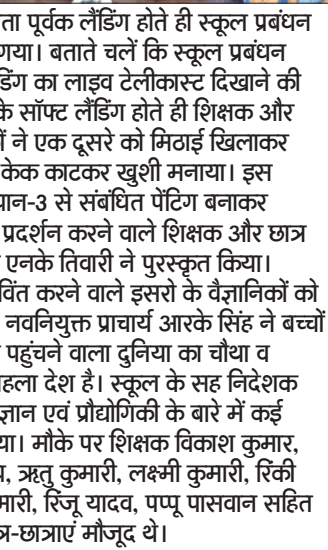 ता पूर्वक लैंडिंग होते ही स्कूल प्रबंधन
गया। बताते चलें कि स्कूल प्रबंधन
डिंग का लाइव टेलीकास्ट दिखाने की
के सॉफ्ट लैंडिंग होते ही शिक्षक और
ों ने एक दूसरे को मिठाई खिलाकर
केक काटकर खुशी मनाया। इस
यान-3 से संबंधित पेंटिग बनाकर
प्रदर्शन करने वाले शिक्षक और छात्र
एनके तिवारी ने पुरस्कृत किया।
वित करने वाले इसरो के वैज्ञानिकों को
नवनियुक्त प्राचार्य आरके सिंह ने बच्चों
पहुंचने वाला दुनिया का चौथा व
हला देश है। स्कूल के सह निदेशक
ज्ञान एवं प्रौद्योगिकी के बारे में कई
या। मौके पर शिक्षक विकाश कुमार,
ऋतु कुमारी, लक्ष्मी कुमारी, रिंकी
मारी, रिंजू यादव, पप्पू पासवान सहित
त्र-छात्राएं मौजूद थे।